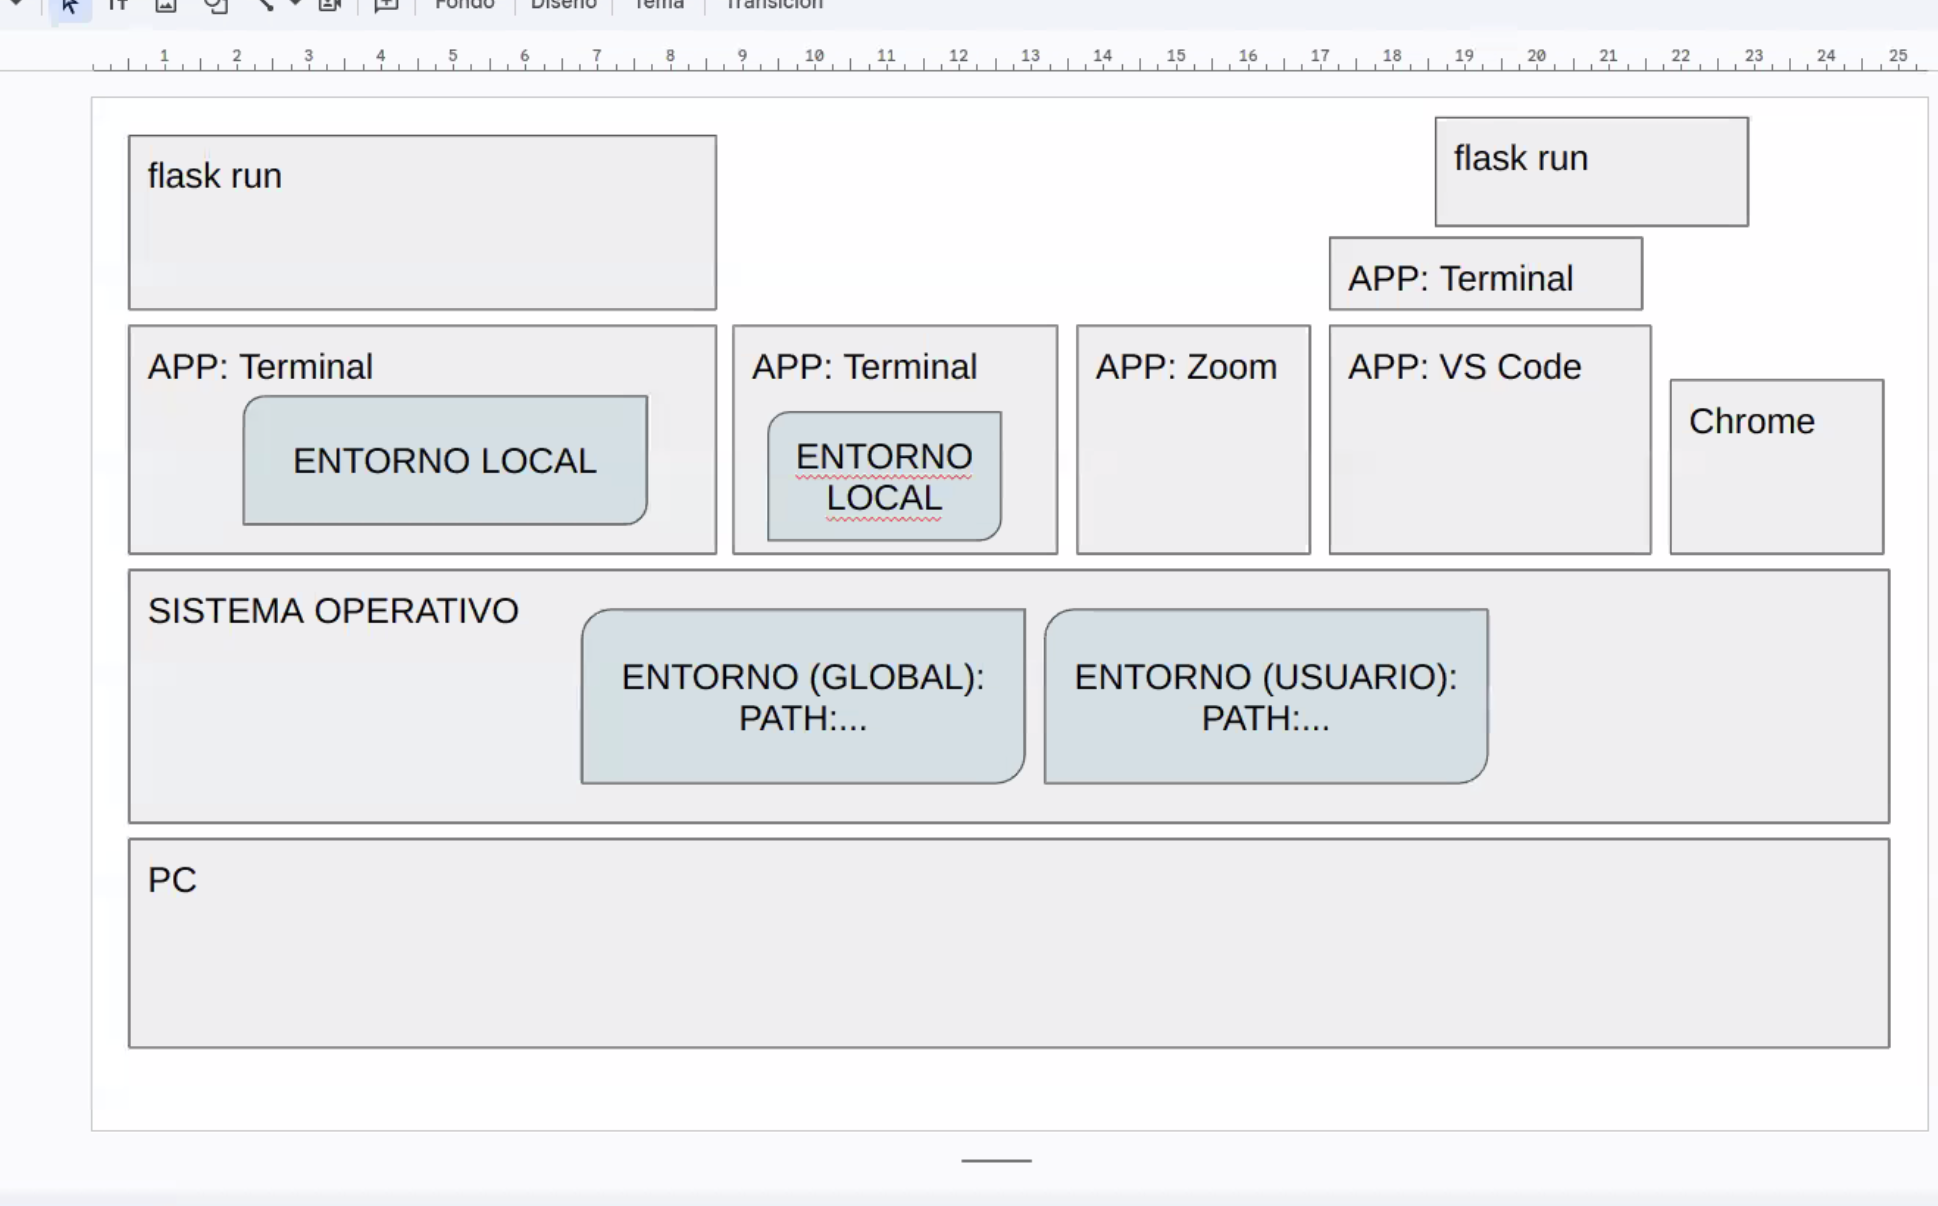 Fondo Diseño Tema Transición
1 2 3 4 5 6 7 8 9 10 11 12 13 14 15 16 17 18 19 20 21 22 23 24 25
flask run
flask run
APP: Terminal
APP: Terminal
ENTORNO LOCAL
APP: Terminal
ENTORNO
LOCAL
APP: Zoom
APP: VS Code
Chrome
SISTEMA OPERATIVO
ENTORNO (GLOBAL):
PATH:...
ENTORNO (USUARIO):
PATH:...
PC